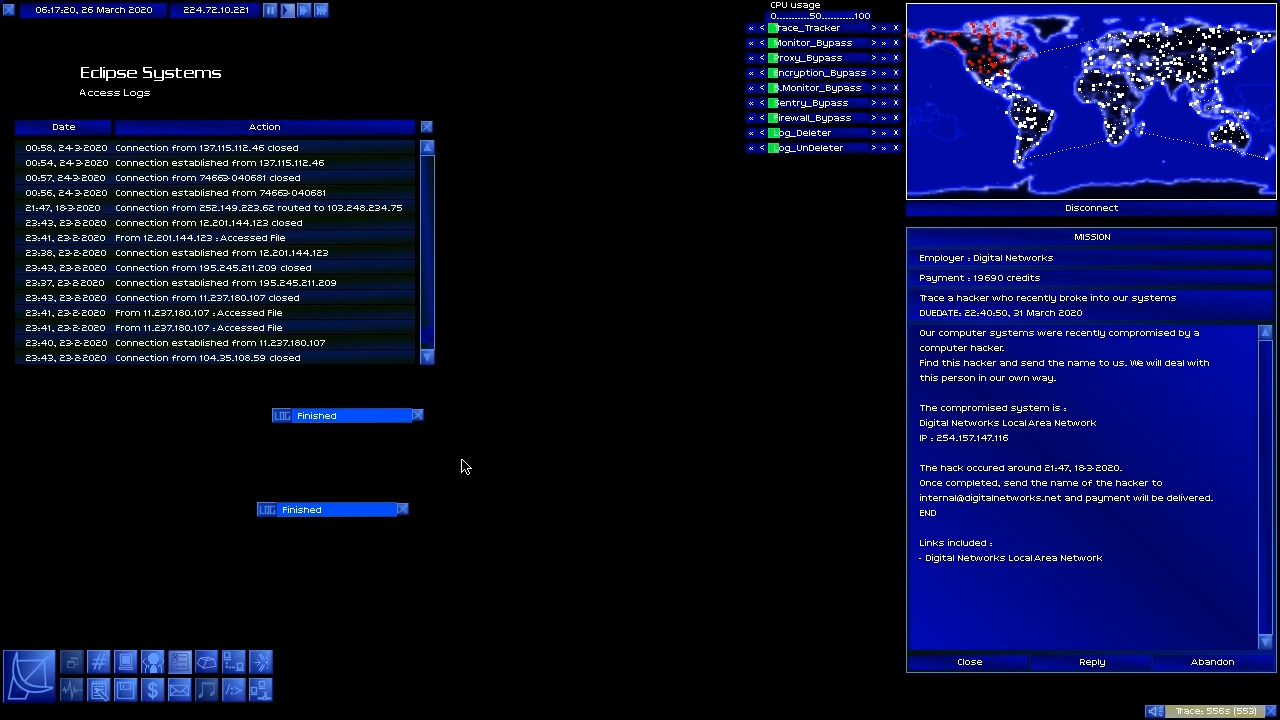 06:17:20, 26 March 2020
224.72.10.221
CPU usage
0..........50..........100
« < Trace_Tracker > » x
« < Monitor_Bypass > » x
« < Proxy_Bypass > » x
« < Encryption_Bypass > » x
« < B.Monitor_Bypass > » x
« < Sentry_Bypass > » x
« < Firewall_Bypass > » x
« < Log_Deleter > » x
« < Log_UnDeleter > » x
Eclipse Systems
Access Logs
Date Action
00:58, 24-3-2020 Connection from 137.115.112.46 closed
00:54, 24-3-2020 Connection established from 137.115.112.46
00:57, 24-3-2020 Connection from 74663-040681 closed
00:56, 24-3-2020 Connection established from 74663-040681
21:47, 18-3-2020 Connection from 252.149.223.62 routed to 103.248.234.75
23:43, 23-2-2020 Connection from 12.201.144.123 closed
23:41, 23-2-2020 From 12.201.144.123 : Accessed File
23:38, 23-2-2020 Connection established from 12.201.144.123
23:43, 23-2-2020 Connection from 195.245.211.209 closed
23:37, 23-2-2020 Connection established from 195.245.211.209
23:43, 23-2-2020 Connection from 11.237.180.107 closed
23:41, 23-2-2020 From 11.237.180.107 : Accessed File
23:41, 23-2-2020 From 11.237.180.107 : Accessed File
23:40, 23-2-2020 Connection established from 11.237.180.107
23:43, 23-2-2020 Connection from 104.35.108.59 closed
LOG Finished
LOG Finished
Disconnect
MISSION
Employer : Digital Networks
Payment : 19690 credits
Trace a hacker who recently broke into our systems
DUEDATE: 22:40:50, 31 March 2020
Our computer systems were recently compromised by a
computer hacker.
Find this hacker and send the name to us. We will deal with
this person in our own way.
The compromised system is :
Digital Networks Local Area Network
IP : 254.157.147.116
The hack occured around 21:47, 18-3-2020.
Once completed, send the name of the hacker to
internal@digitalnetworks.net and payment will be delivered.
END
Links included :
- Digital Networks Local Area Network
Close Reply Abandon
Trace: 556s (553)